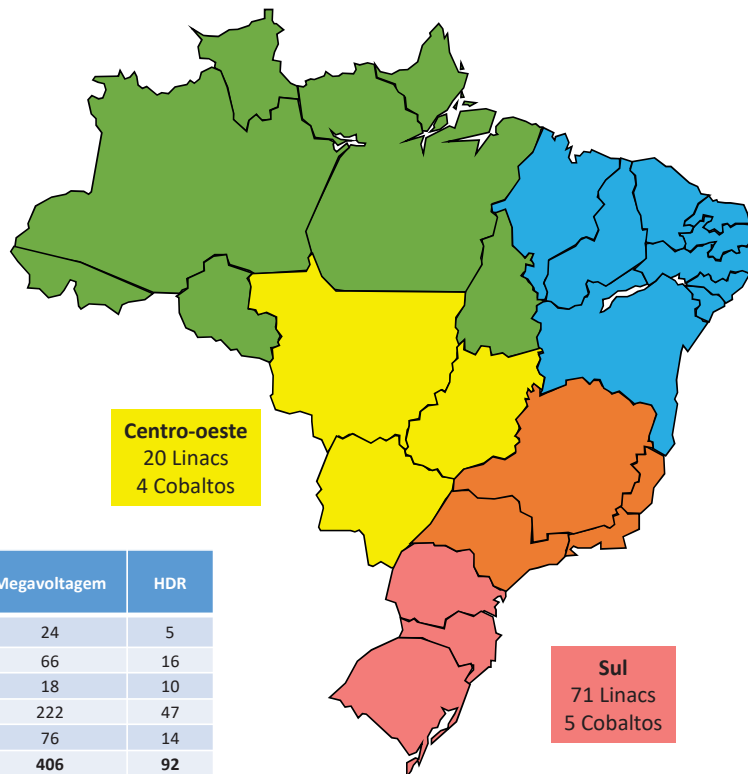 Centro-oeste
20 Linacs
4 Cobaltos
Megavoltagem HDR
24 5
66 16
18 10
222 47
76 14
406 92
Sul
71 Linacs
5 Cobaltos